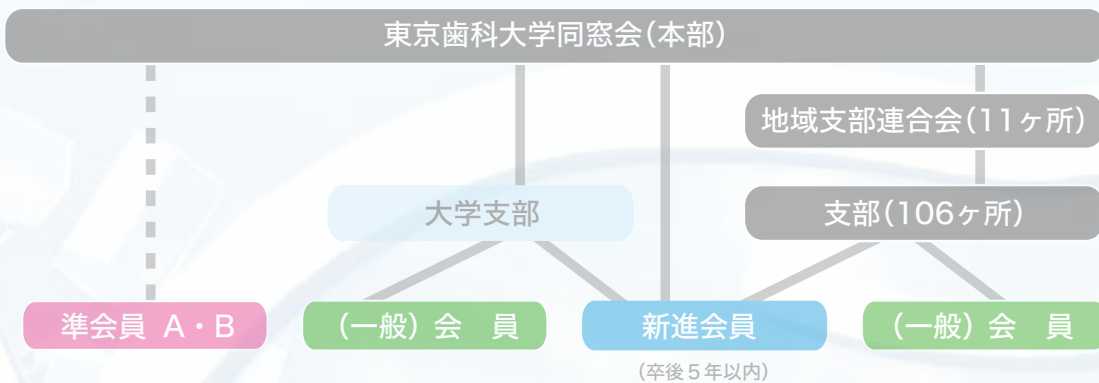 東京歯科大学同窓会(本部)
地域支部連合会(11ヶ所)
大学支部
支部(106ヶ所)
準会員 A・B
(一般) 会　員
新進会員
(一般) 会　員
(卒後5年以内)